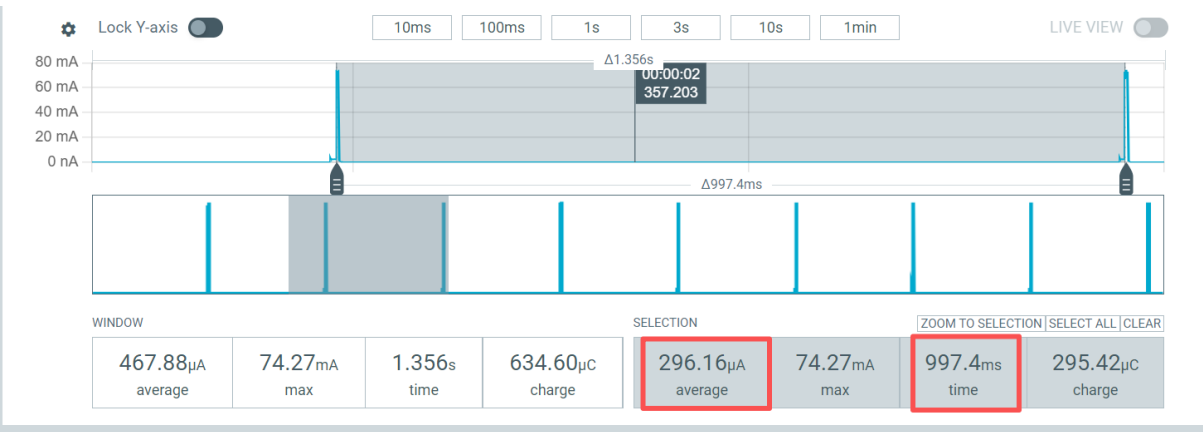 Lock Y-axis 10ms 100ms 1s 3s 10s 1min LIVE VIEW
Δ1.356s
80 mA
60 mA
40 mA
20 mA
0 nA
00:00:02
357.203
Δ997.4ms
WINDOW
467.88µA 74.27mA 1.356s 634.60µC
average max time charge
SELECTION ZOOM TO SELECTION SELECT ALL CLEAR
296.16µA 74.27mA 997.4ms 295.42µC
average max time charge